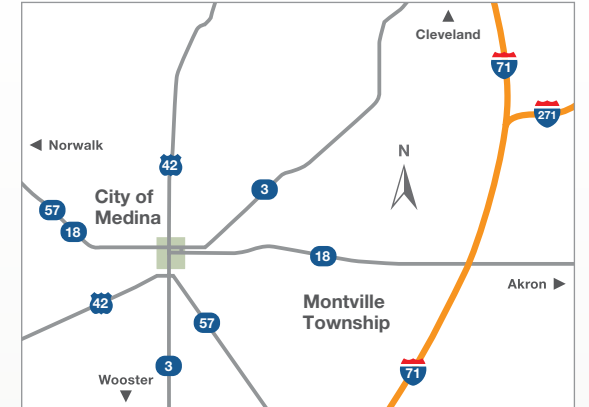 Cleveland
71
271
Norwalk
42
N
3
City of
Medina
57
18
18
Akron
42
Montville
Township
57
3
71
Wooster